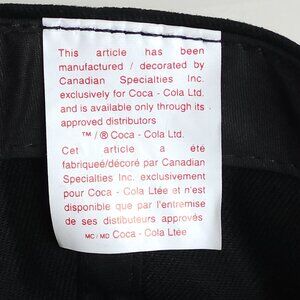 This article has been
manufactured / decorated by
Canadian Specialties Inc.
exclusively for Coca - Cola Ltd.
and is available only through its
approved distributors
™/® Coca - Cola Ltd.
Cet article a été
fabriqueé/décoré par Canadian
Specialties Inc. exclusivement
pour Coca - Cola Ltée et n'est
disponible que par l'entremise
de ses distibuteurs approvés
MC/MD Coca - Cola Ltée